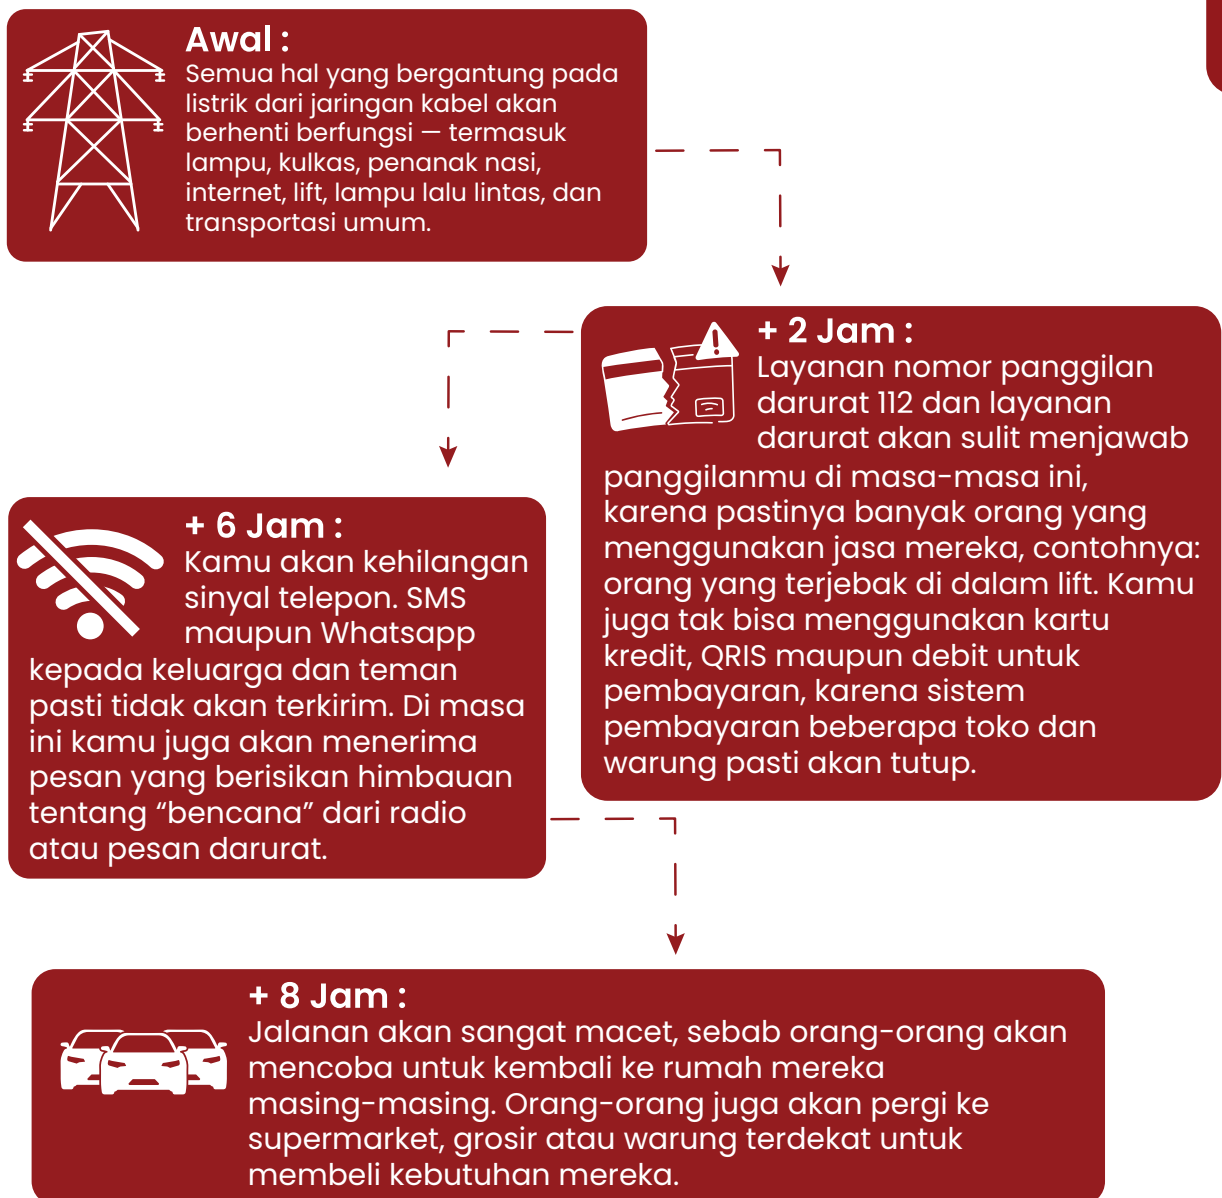 Awal :
Semua hal yang bergantung pada
listrik dari jaringan kabel akan
berhenti berfungsi — termasuk
lampu, kulkas, penanak nasi,
internet, lift, lampu lalu lintas, dan
transportasi umum.
+ 2 Jam :
Layanan nomor panggilan
darurat 112 dan layanan
darurat akan sulit menjawab
panggilanmu di masa-masa ini,
karena pastinya banyak orang yang
menggunakan jasa mereka, contohnya:
orang yang terjebak di dalam lift. Kamu
juga tak bisa menggunakan kartu
kredit, QRIS maupun debit untuk
pembayaran, karena sistem
pembayaran beberapa toko dan
warung pasti akan tutup.
+ 6 Jam :
Kamu akan kehilangan
sinyal telepon. SMS
maupun Whatsapp
kepada keluarga dan teman
pasti tidak akan terkirim. Di masa
ini kamu juga akan menerima
pesan yang berisikan himbauan
tentang “bencana” dari radio
atau pesan darurat.
+ 8 Jam :
Jalanan akan sangat macet, sebab orang-orang akan
mencoba untuk kembali ke rumah mereka
masing-masing. Orang-orang juga akan pergi ke
supermarket, grosir atau warung terdekat untuk
membeli kebutuhan mereka.